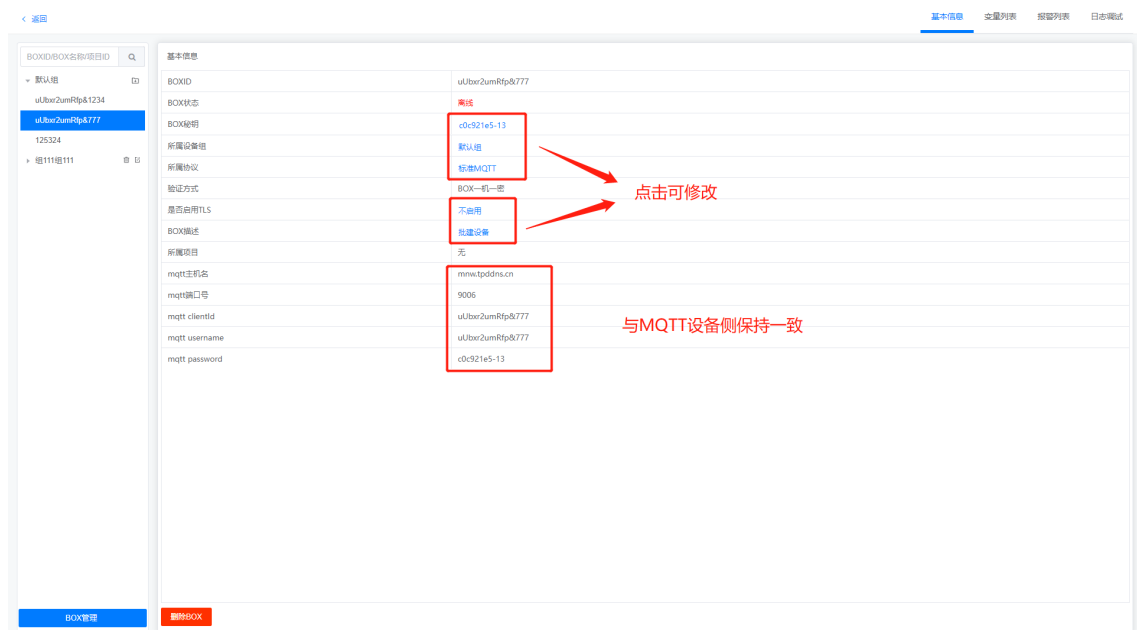 < 返回
基本信息 变量列表 报警列表 日志调试
BOXID/BOX名称/项目ID
基本信息
默认组
uUbxr2umRfp&1234
uUbxr2umRfp&777
125324
组111组111
BOXID uUbxr2umRfp&777
BOX状态 离线
BOX秘钥 c0c921e5-13
所属设备组 默认组
所属协议 标准MQTT
验证方式 BOX一机一密
点击可修改
是否启用TLS 不启用
BOX描述 批建设备
所属项目 无
mqtt主机名 mnw.tpddns.cn
mqtt端口号 9006
mqtt clientId uUbxr2umRfp&777
与MQTT设备侧保持一致
mqtt username uUbxr2umRfp&777
mqtt password c0c921e5-13
BOX管理
删除BOX